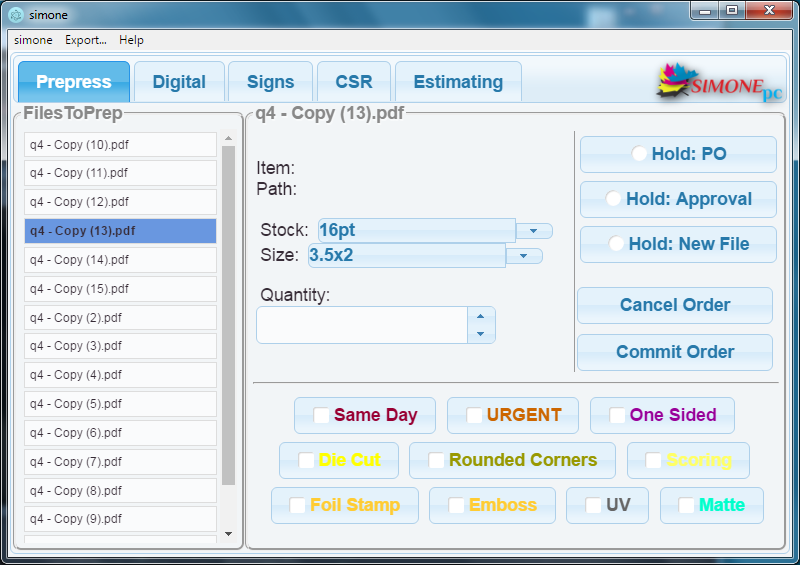 simone
simone Export... Help
Prepress Digital Signs CSR Estimating
SIMONE pc
FilesToPrep
q4 - Copy (10).pdf
q4 - Copy (11).pdf
q4 - Copy (12).pdf
q4 - Copy (13).pdf
q4 - Copy (14).pdf
q4 - Copy (15).pdf
q4 - Copy (2).pdf
q4 - Copy (3).pdf
q4 - Copy (4).pdf
q4 - Copy (5).pdf
q4 - Copy (6).pdf
q4 - Copy (7).pdf
q4 - Copy (8).pdf
q4 - Copy (9).pdf
q4 - Copy (13).pdf
Item:
Path:
Stock: 16pt
Size: 3.5x2
Quantity:
Hold: PO
Hold: Approval
Hold: New File
Cancel Order
Commit Order
Same Day URGENT One Sided
Die Cut Rounded Corners Scoring
Foil Stamp Emboss UV Matte